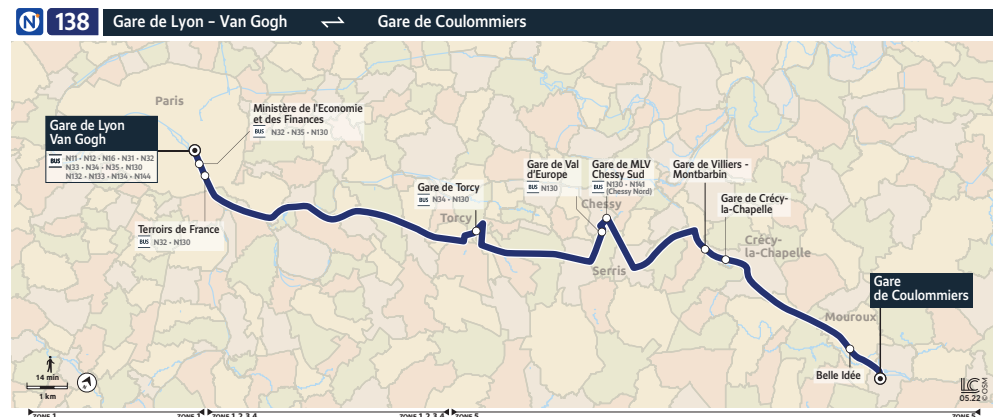 N 138 Gare de Lyon – Van Gogh Gare de Coulommiers
Paris
Ministère de l'Economie
et des Finances
BUS N32 • N35 • N130
Gare de Lyon
Van Gogh
BUS N11 • N12 • N16 • N31 • N32
N33 • N34 • N35 • N130
N132 • N133 • N134 • N144
Terroirs de France
BUS N32 • N130
Gare de Torcy
BUS N34 • N130
Torcy
Gare de Val
d'Europe
BUS N130
Gare de MLV
Chessy Sud
BUS N130 • N141
(Chessy Nord)
Chessy
Serris
Gare de Villiers -
Montbarbin
Gare de Crécy-
la-Chapelle
Crécy-
la-Chapelle
Gare
de Coulommiers
Mouroux
Belle Idée
14 min
1 km
LC
05.22 © OSM
ZONE 1 ZONE 1 ZONE 1 2 3 4 ZONE 1 2 3 4 ZONE 5 ZONE 5